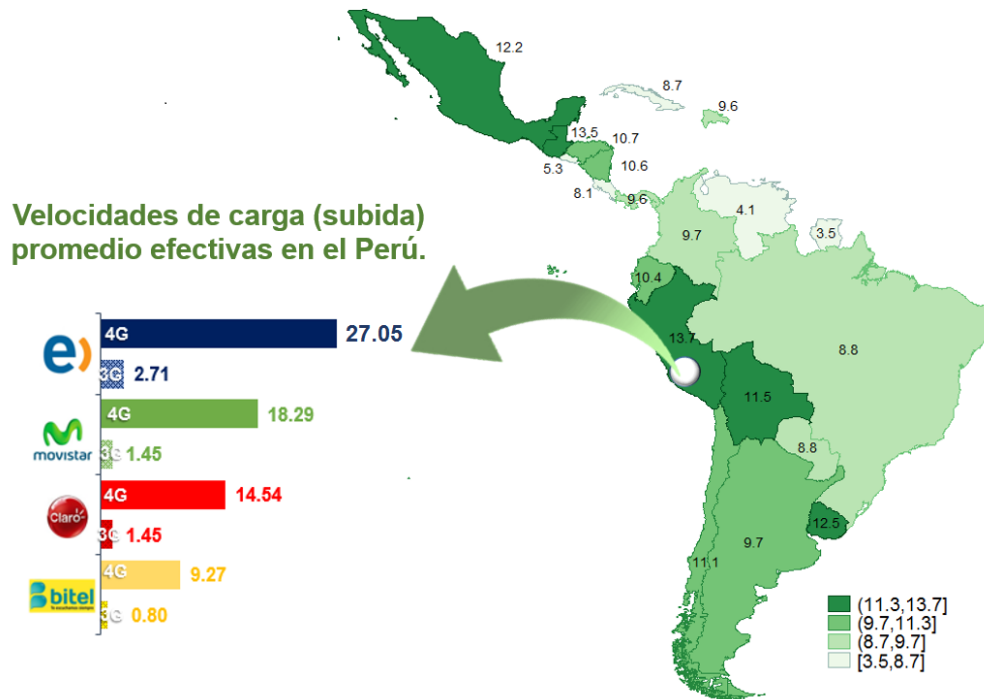 12.2
8.7
9.6
13.5
10.7
10.6
5.3
8.1
9.6
4.1
3.5
9.7
10.4
13.7
8.8
11.5
8.8
12.5
9.7
11.1
Velocidades de carga (subida)
promedio efectivas en el Perú.
e)
4G
27.05
3G
2.71
movistar
4G
18.29
3G
1.45
Claro
4G
14.54
3G
1.45
bitel
4G
9.27
3G
0.80
(11.3,13.7]
(9.7,11.3]
(8.7,9.7]
[3.5,8.7]